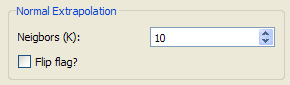 Normal Extrapolation
Neigbors (K):
10
Flip flag?